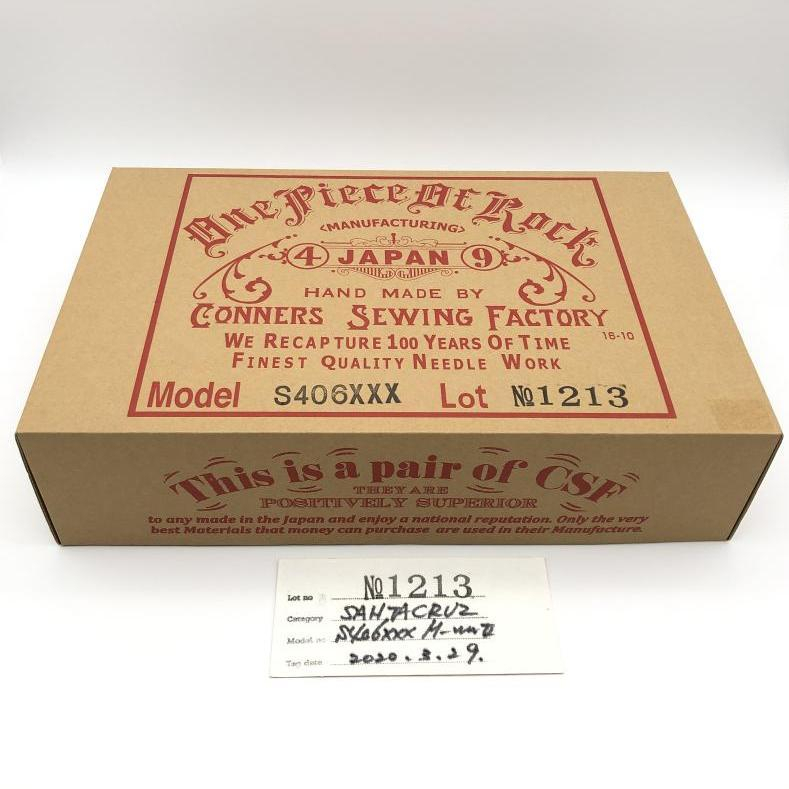 One Piece Of Rock
<MANUFACTURING>
4 JAPAN 9
HAND MADE BY
CONNERS SEWING FACTORY
WE RECAPTURE 100 YEARS OF TIME
16-10
FINEST QUALITY NEEDLE WORK
Model S406XXX Lot №1213
This is a pair of CSF
THEY ARE
POSITIVELY SUPERIOR
to any made in the Japan and enjoy a national reputation. Only the very
best Materials that money can purchase are used in their Manufacture.
Lot no №1213
Category SANTACRUZ
Model no S406XXX
Tag date 2020.3.29.